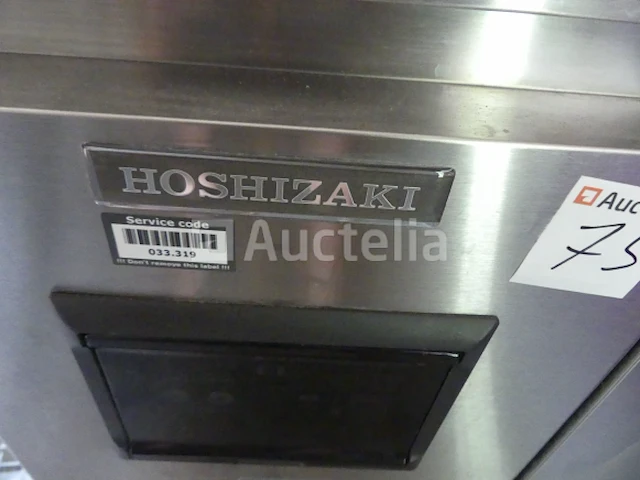 HOSHIZAKI
Service code
033.319
!!! Don't remove this label !!!
Auctelia
Auc
75